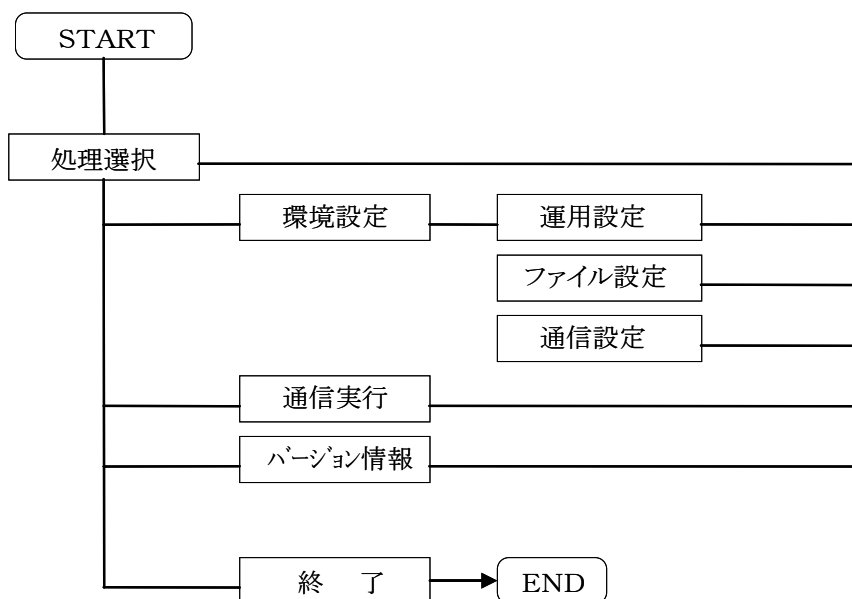 START
処理選択
環境設定
運用設定
ファイル設定
通信設定
通信実行
バージョン情報
終 了
END